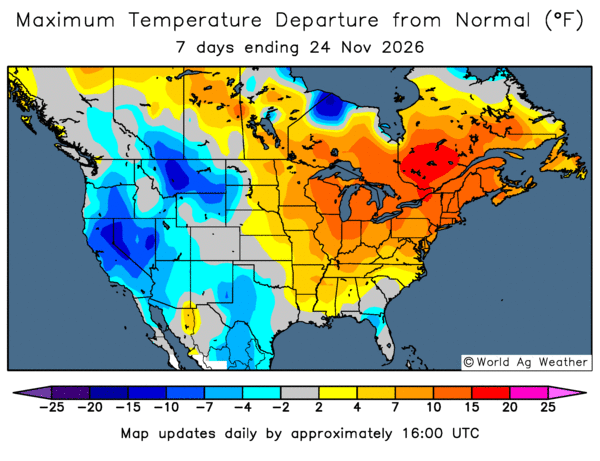 Maximum Temperature Departure from Normal (°F)
7 days ending 24 Nov 2026
©World Ag Weather
-25 -20 -15 -10 -7 -4 -2 2 4 7 10 15 20 25
Map updates daily by approximately 16:00 UTC